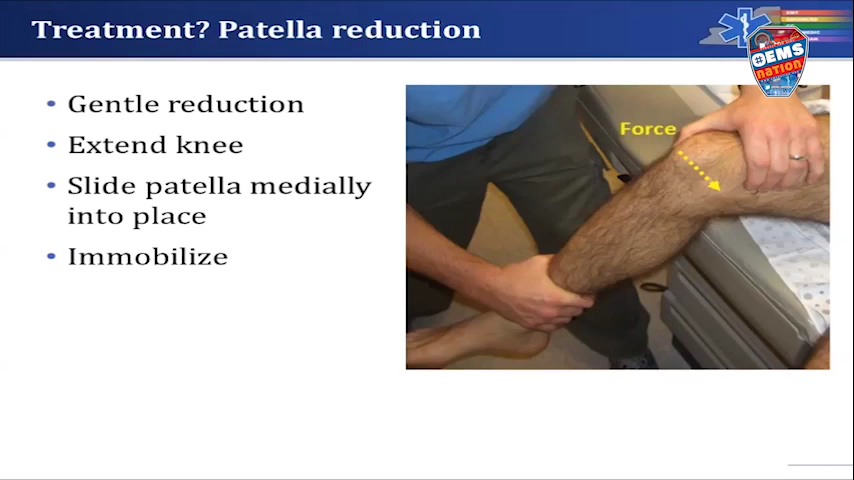 Treatment? Patella reduction
• Gentle reduction
• Extend knee
• Slide patella medially
into place
• Immobilize
Force
OEMS
nation